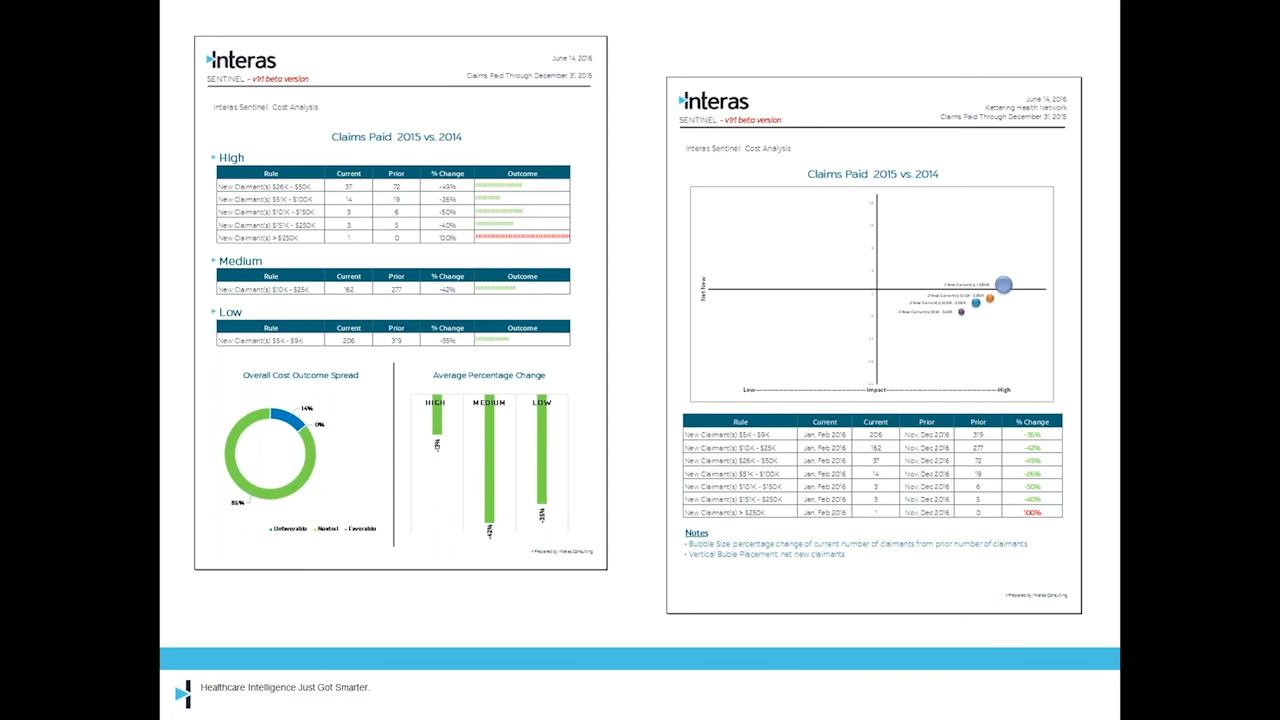 Interas
June 14, 2016
SENTINEL - v1r1 beta version
Claims Paid Through December 31, 2015
Interas Sentinel: Cost Analysis
Claims Paid 2015 vs. 2014
High
Rule Current Prior % Change Outcome
New Claimant(s) $26K - $50K 37 72 -49%
New Claimant(s) $51K - $100K 14 19 -26%
New Claimant(s) $101K - $150K 3 6 -50%
New Claimant(s) $151K - $250K 3 5 -40%
New Claimant(s) > $250K 1 0 100%
Medium
Rule Current Prior % Change Outcome
New Claimant(s) $10K - $25K 162 277 -42%
Low
Rule Current Prior % Change Outcome
New Claimant(s) $5K - $9K 206 319 -35%
Overall Cost Outcome Spread
14%
0%
86%
Unfavorable Neutral Favorable
Average Percentage Change
HIGH MEDIUM LOW
-13%
-42%
-35%
Prepared by Interas Consulting
Interas
June 14, 2016
Kettering Health Network
SENTINEL - v1r1 beta version
Claims Paid Through December 31, 2015
Interas Sentinel: Cost Analysis
Claims Paid 2015 vs. 2014
Net New
Low Impact High
Rule Current Current Prior Prior % Change
New Claimant(s) $5K - $9K Jan, Feb 2016 206 Nov, Dec 2016 319 -35%
New Claimant(s) $10K - $25K Jan, Feb 2016 162 Nov, Dec 2016 277 -42%
New Claimant(s) $26K - $50K Jan, Feb 2016 37 Nov, Dec 2016 72 -49%
New Claimant(s) $51K - $100K Jan, Feb 2016 14 Nov, Dec 2016 19 -26%
New Claimant(s) $101K - $150K Jan, Feb 2016 3 Nov, Dec 2016 6 -50%
New Claimant(s) $151K - $250K Jan, Feb 2016 3 Nov, Dec 2016 5 -40%
New Claimant(s) > $250K Jan, Feb 2016 1 Nov, Dec 2016 0 100%
Notes
- Bubble Size: percentage change of current number of claimants from prior number of claimants
- Vertical Buble Placement: net new claimants
Prepared by Interas Consulting
Healthcare Intelligence Just Got Smarter.